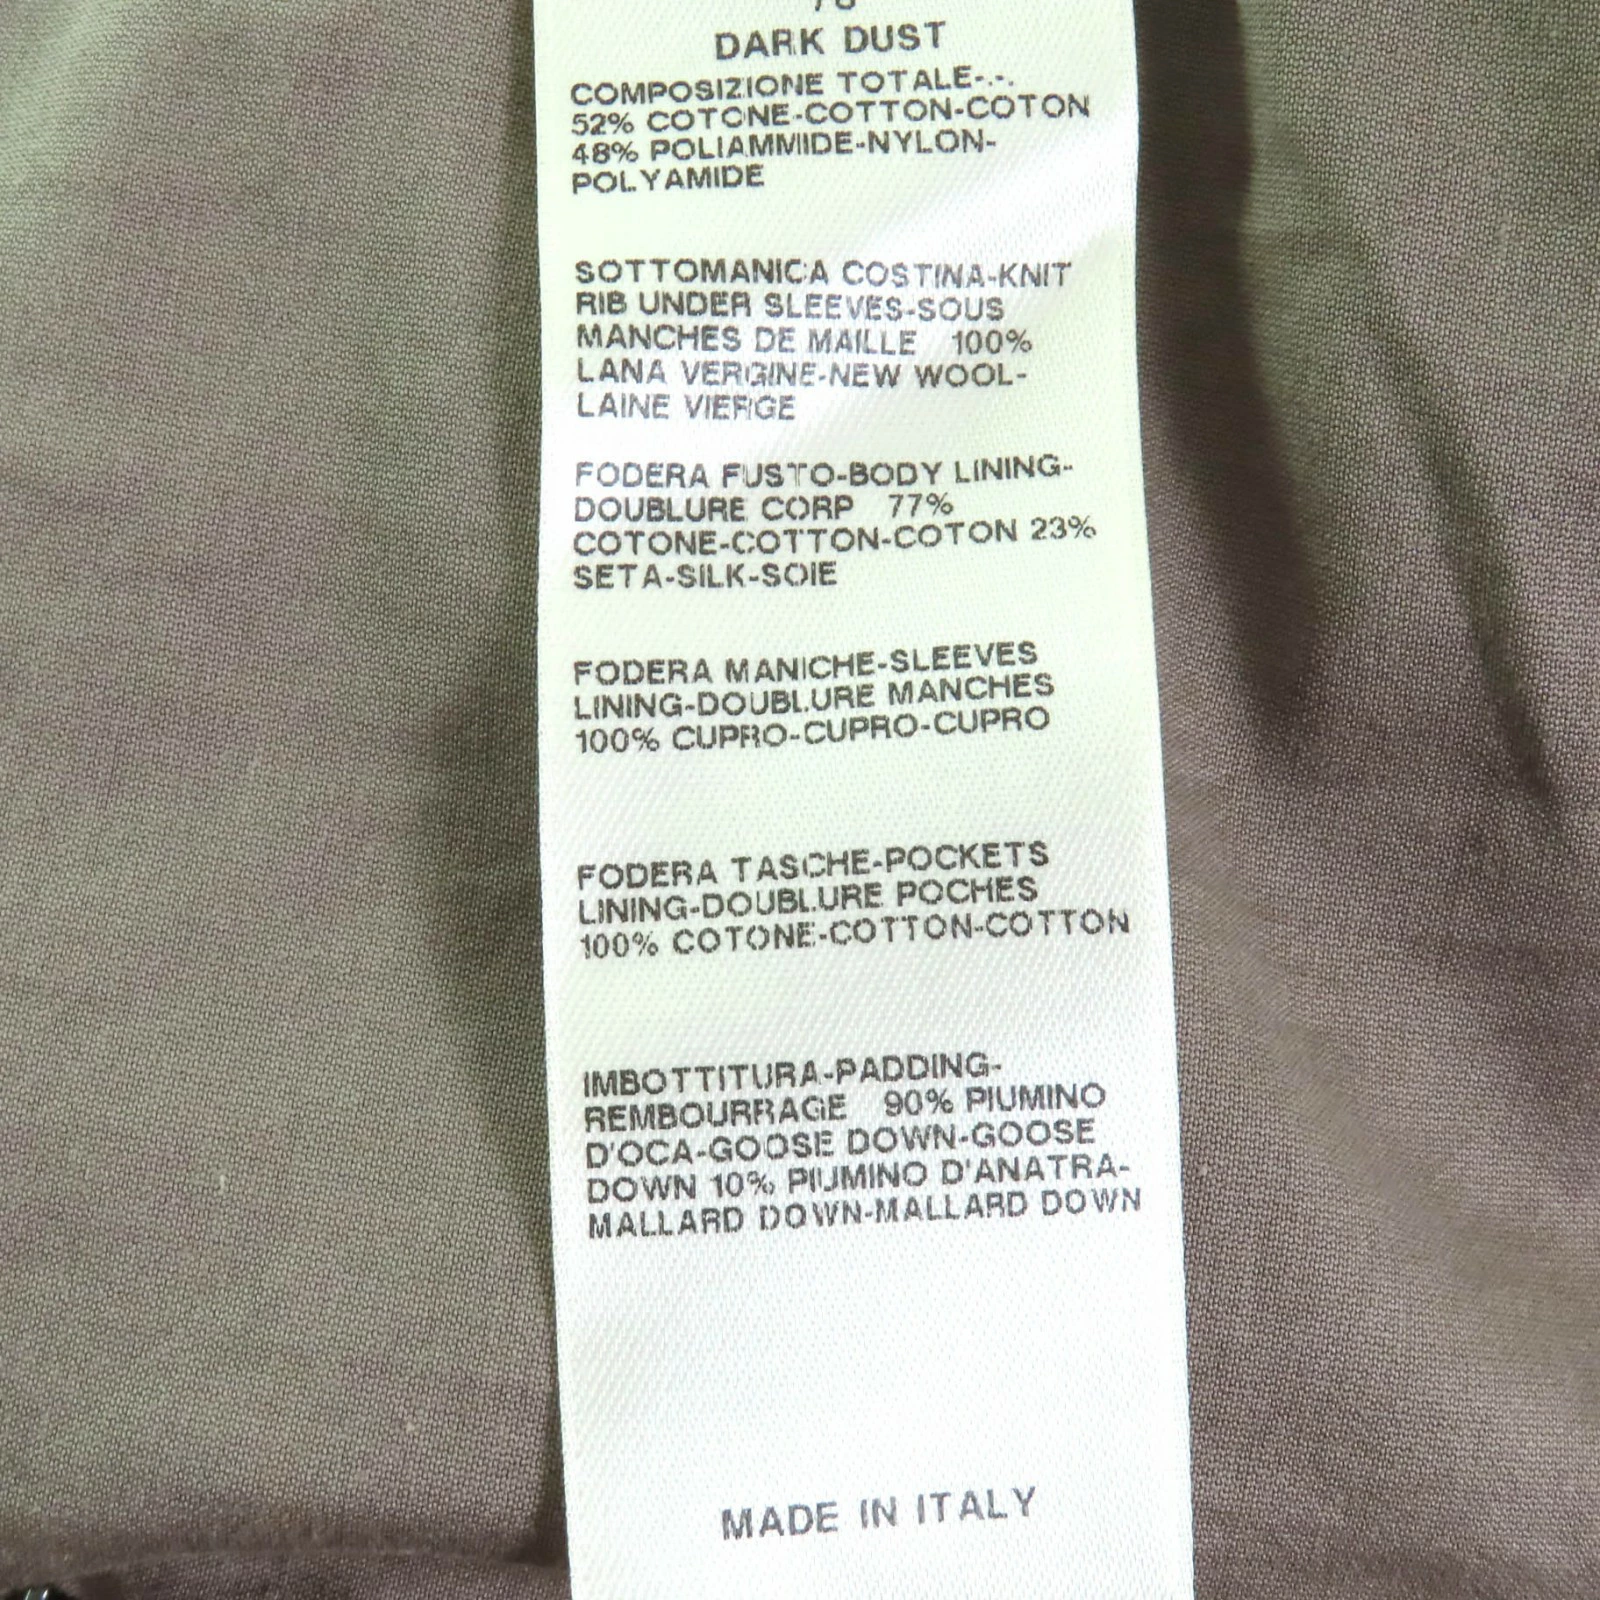 DARK DUST
COMPOSIZIONE TOTALE-.-.
52% COTONE-COTTON-COTON
48% POLIAMMIDE-NYLON-
POLYAMIDE
SOTTOMANICA COSTINA-KNIT
RIB UNDER SLEEVES-SOUS
MANCHES DE MAILLE 100%
LANA VERGINE-NEW WOOL-
LAINE VIERGE
FODERA FUSTO-BODY LINING-
DOUBLURE CORP 77%
COTONE-COTTON-COTON 23%
SETA-SILK-SOIE
FODERA MANICHE-SLEEVES
LINING-DOUBLURE MANCHES
100% CUPRO-CUPRO-CUPRO
FODERA TASCHE-POCKETS
LINING-DOUBLURE POCHES
100% COTONE-COTTON-COTTON
IMBOTTITURA-PADDING-
REMBOURRAGE 90% PIUMINO
D'OCA-GOOSE DOWN-GOOSE
DOWN 10% PIUMINO D'ANATRA-
MALLARD DOWN-MALLARD DOWN
MADE IN ITALY